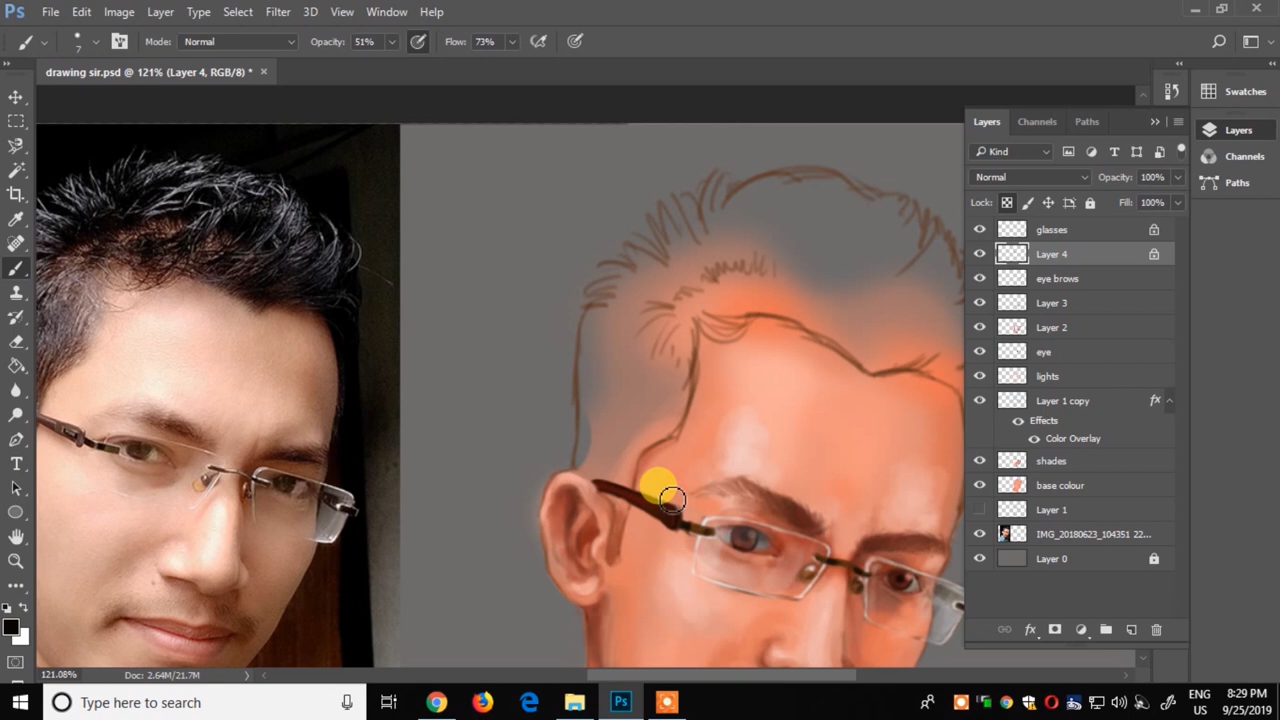 Ps File Edit Image Layer Type Select Filter 3D View Window Help
7 Mode: Normal Opacity: 51% Flow: 73%
drawing sir.psd @ 121% (Layer 4, RGB/8) * ×
Swatches
Layers Channels Paths
Layers
Kind
Channels
Normal Opacity: 100%
Paths
Lock: Fill: 100%
glasses
Layer 4
eye brows
Layer 3
Layer 2
eye
lights
Layer 1 copy fx
Effects
Color Overlay
shades
base colour
Layer 1
IMG_20180623_104351 22...
Layer 0
fx
121.08% Doc: 2.64M/21.7M
Type here to search
Ps
ENG 8:29 PM
US 9/25/2019